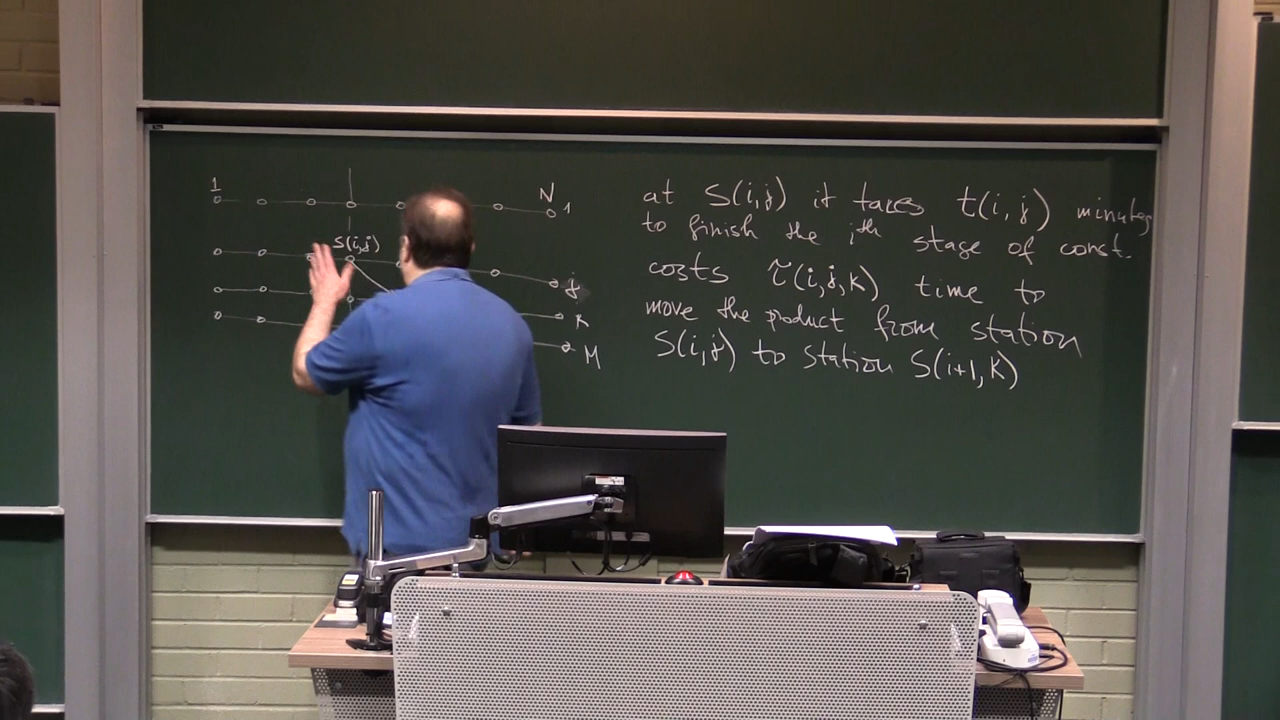 1
N
1
S(i,j)
j
K
M
at S(i,j) it takes t(i,j) minutes
to finish the iᵗʰ stage of const.
costs τ(i,j,K) time to
move the product from station
S(i,j) to station S(i+1,K)